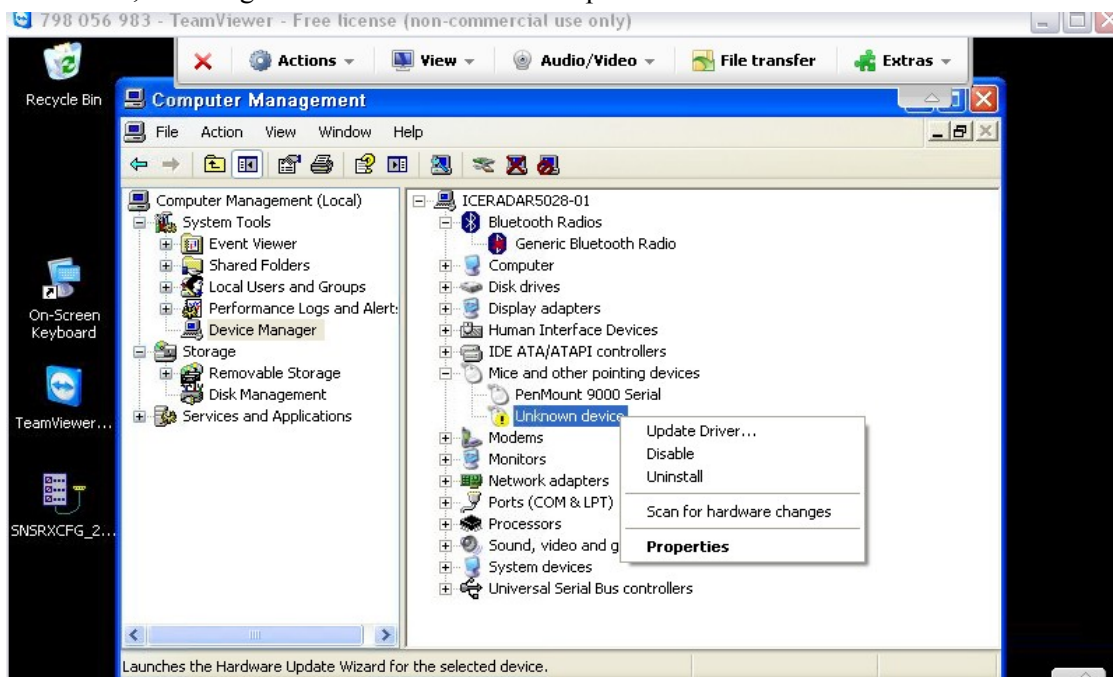 798 056 983 - TeamViewer - Free license (non-commercial use only)
Actions View Audio/Video File transfer Extras
Recycle Bin
Computer Management
File Action View Window Help
Computer Management (Local)
System Tools
Event Viewer
Shared Folders
Local Users and Groups
Performance Logs and Alert
Device Manager
Storage
Removable Storage
Disk Management
Services and Applications
ICERADAR5028-01
Bluetooth Radios
Generic Bluetooth Radio
Computer
Disk drives
Display adapters
Human Interface Devices
IDE ATA/ATAPI controllers
Mice and other pointing devices
PenMount 9000 Serial
Unknown device
Modems
Monitors
Network adapters
Ports (COM & LPT)
Processors
Sound, video and g
System devices
Universal Serial Bus controllers
Update Driver...
Disable
Uninstall
Scan for hardware changes
Properties
On-Screen
Keyboard
TeamViewer...
SNSRXCFG_2...
Launches the Hardware Update Wizard for the selected device.